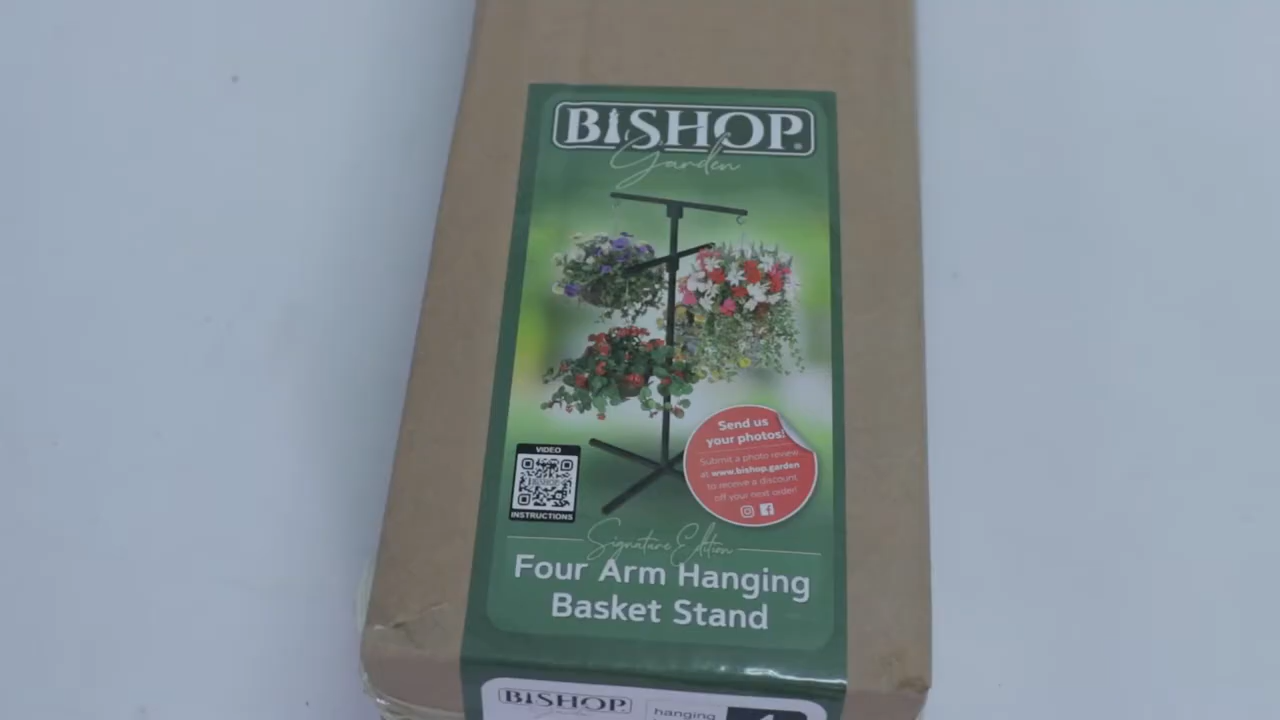 BISHOP®
Garden
VIDEO
BISHOP
INSTRUCTIONS
Send us
your photos!
Submit a photo review
at www.bishop.garden
to receive a discount
off your next order!
Signature Edition
Four Arm Hanging
Basket Stand
BISHOP
hanging